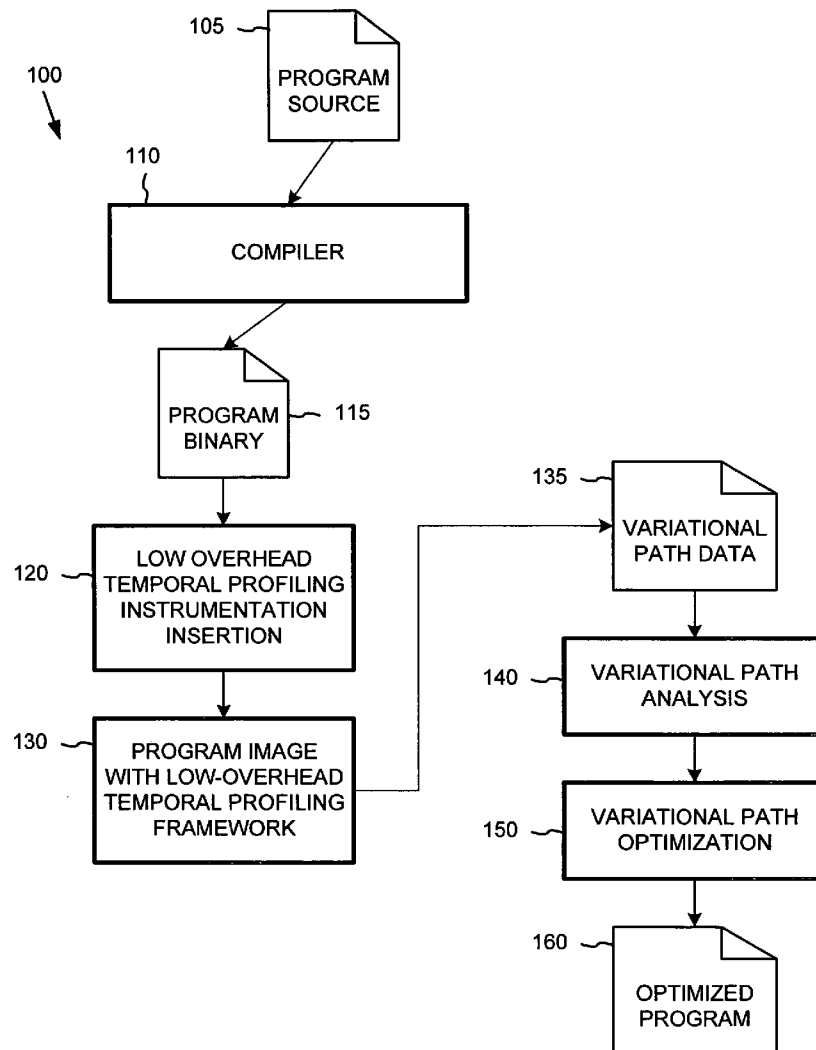 105
PROGRAM
SOURCE
100
110
COMPILER
PROGRAM
BINARY
115
120
LOW OVERHEAD
TEMPORAL PROFILING
INSTRUMENTATION
INSERTION
130
PROGRAM IMAGE
WITH LOW-OVERHEAD
TEMPORAL PROFILING
FRAMEWORK
135
VARIATIONAL
PATH DATA
140
VARIATIONAL PATH
ANALYSIS
150
VARIATIONAL PATH
OPTIMIZATION
160
OPTIMIZED
PROGRAM